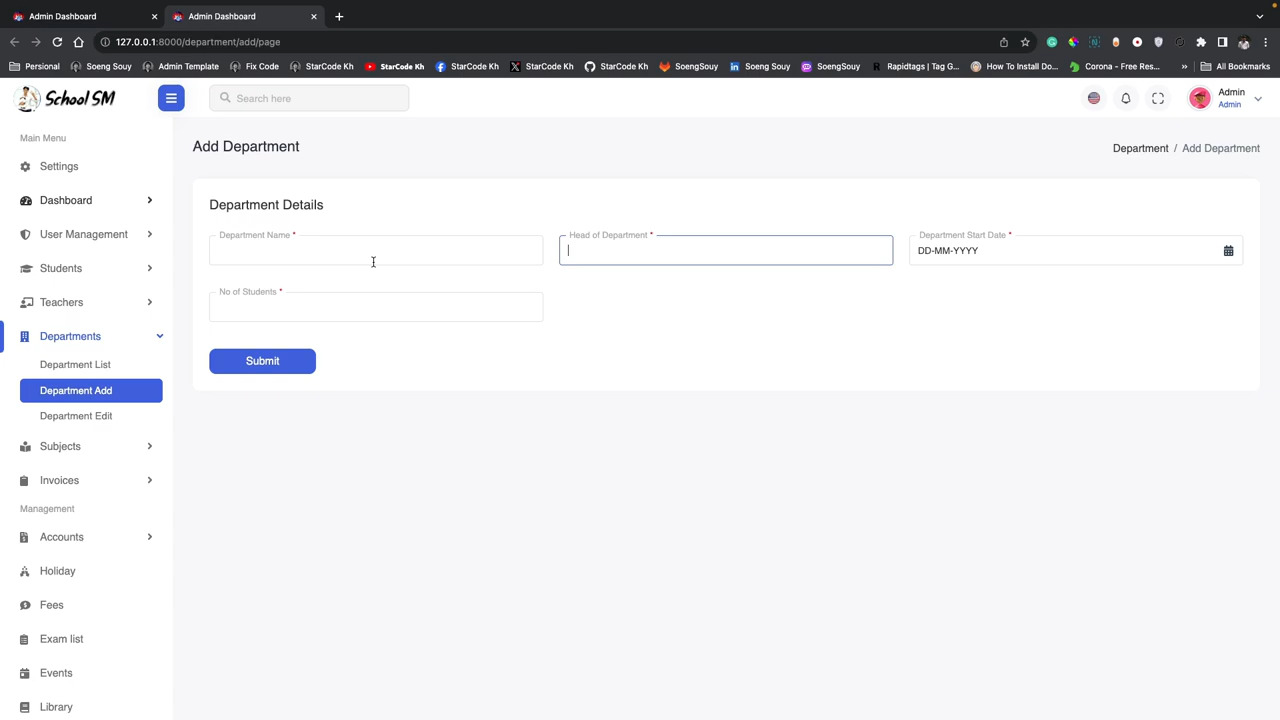 Admin Dashboard
Admin Dashboard
127.0.0.1:8000/department/add/page
Personal
Soeng Souy
Admin Template
Fix Code
StarCode Kh
StarCode Kh
StarCode Kh
StarCode Kh
StarCode Kh
SoengSouy
Soeng Souy
SoengSouy
Rapidtags | Tag G...
How To Install Do...
Corona – Free Res...
»
All Bookmarks
School SM
Search here
Admin
Admin
Main Menu
Settings
Dashboard
User Management
Students
Teachers
Departments
Department List
Department Add
Department Edit
Subjects
Invoices
Management
Accounts
Holiday
Fees
Exam list
Events
Library
Add Department
Department / Add Department
Department Details
Department Name *
Head of Department *
Department Start Date *
DD-MM-YYYY
No of Students *
Submit